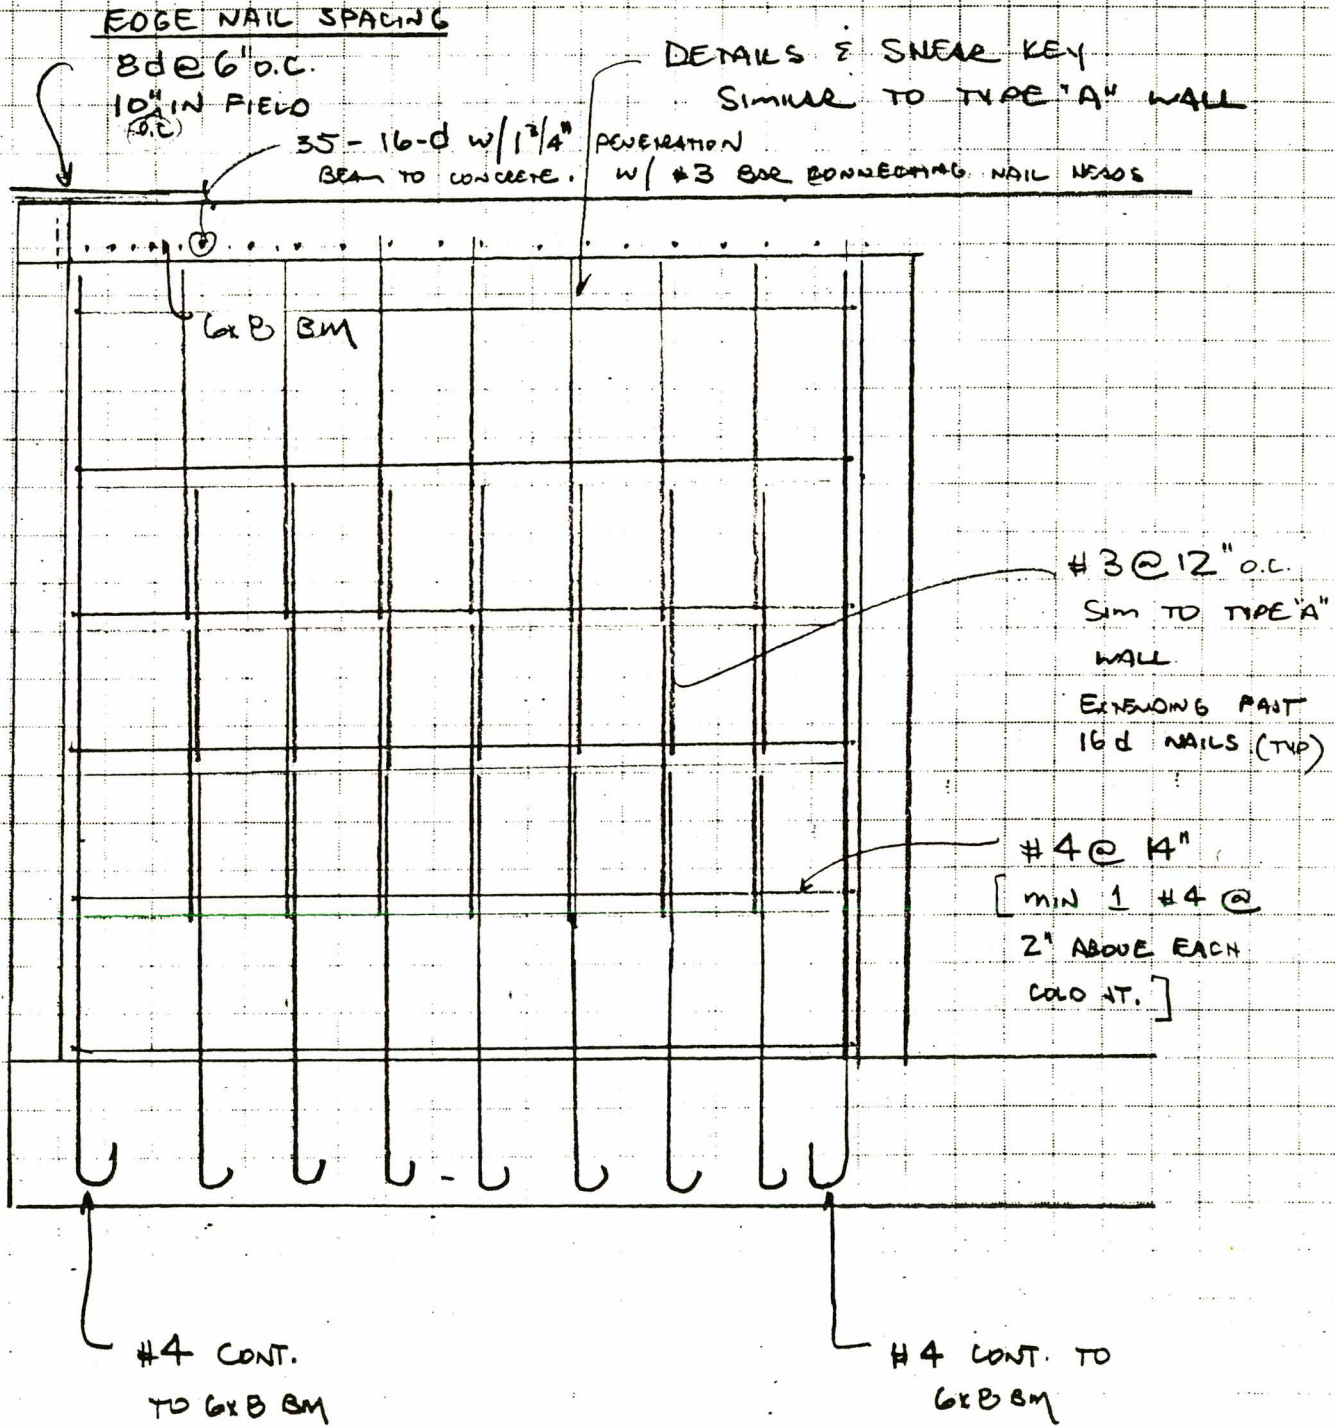 EDGE NAIL SPACING
8d @ 6" o.c.
10" IN FIELD
(O.C)
DETAILS & SHEAR KEY
SIMILAR TO TYPE "A" WALL
35 - 16-d w/ 1 3/4" PENETRATION
BEAM TO CONCRETE. W/ #3 BAR CONNECTING NAIL HEADS
6x8 BM
#3 @ 12" o.c.
SIM TO TYPE "A"
WALL
EXTENDING PAST
16 d NAILS (TYP)
#4 @ 14"
[ MIN 1 #4 @
2" ABOVE EACH
COLD JT. ]
#4 CONT.
TO 6x8 BM
#4 CONT. TO
6x8 BM